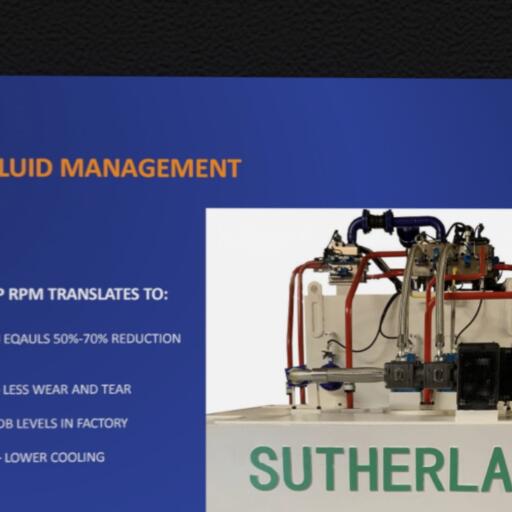 LUID MANAGEMENT
P RPM TRANSLATES TO:
EQAULS 50%-70% REDUCTION
LESS WEAR AND TEAR
DB LEVELS IN FACTORY
- LOWER COOLING
SUTHERLA